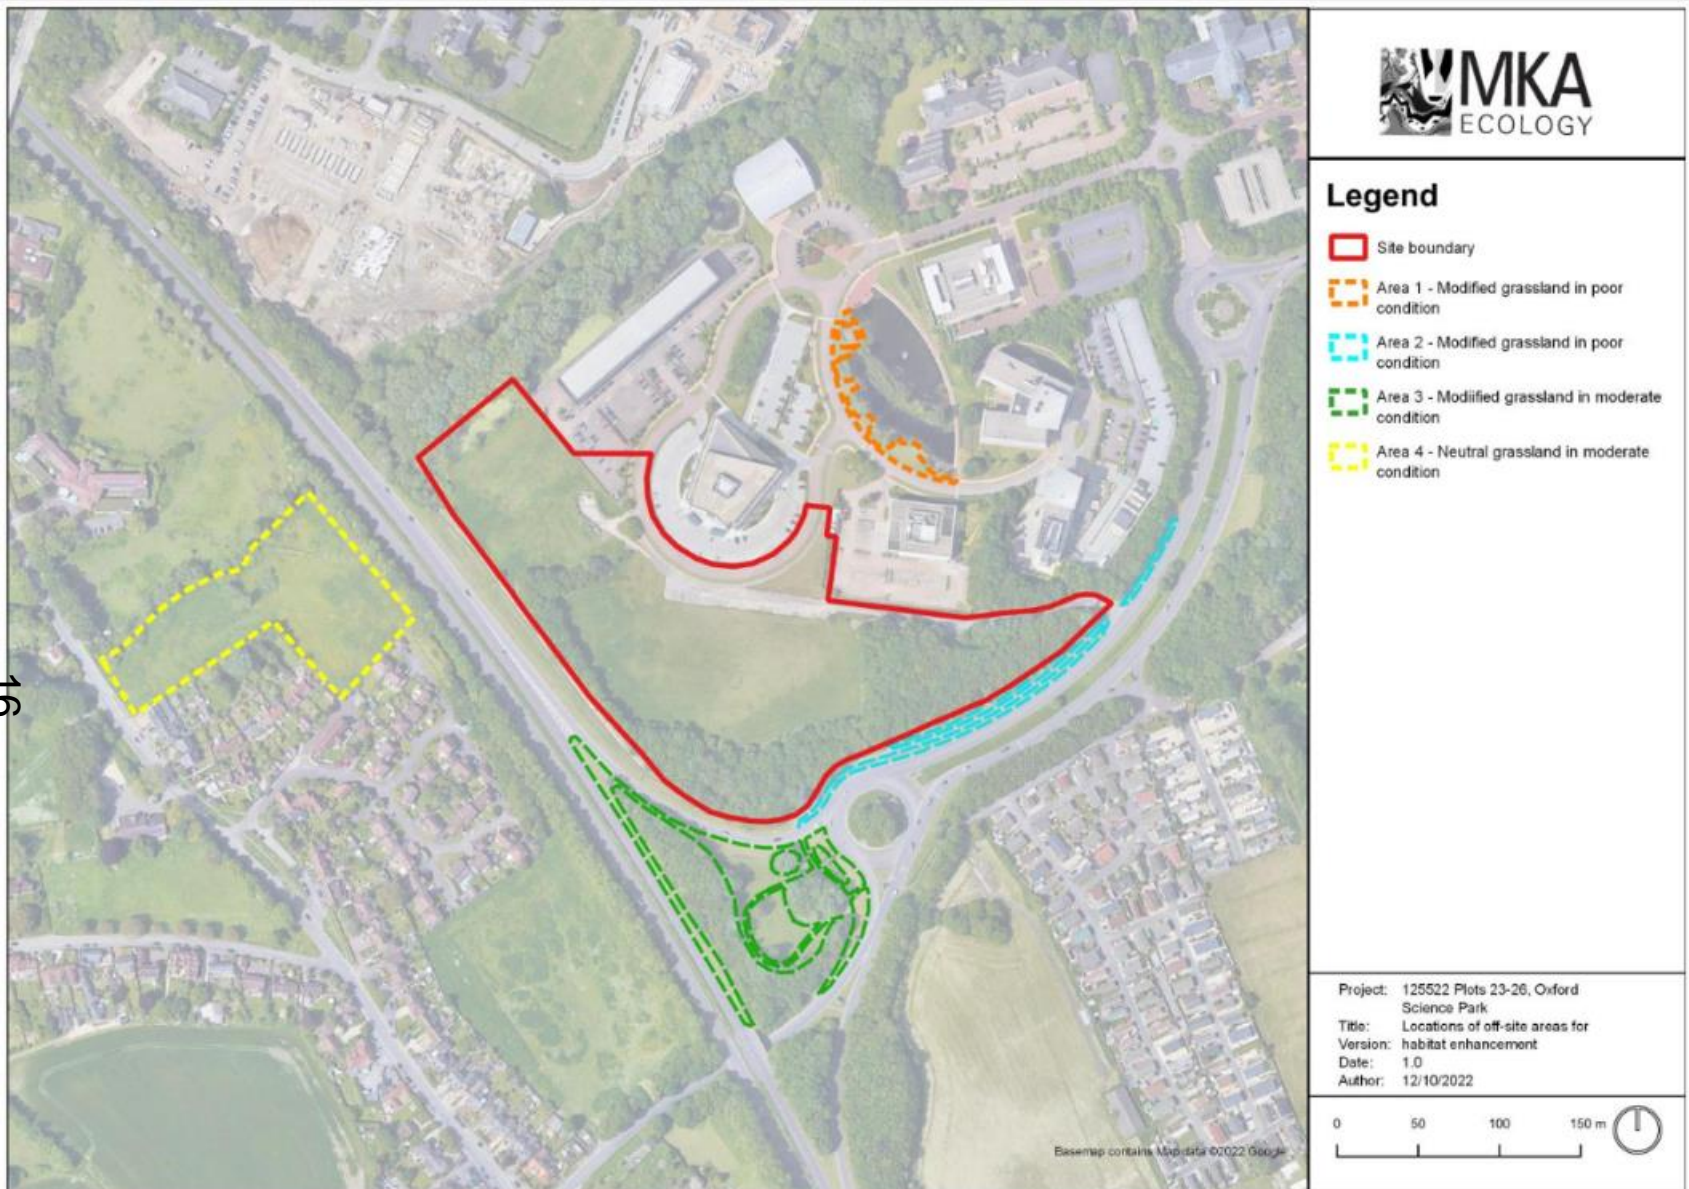 MKA
ECOLOGY
Legend
Site boundary
Area 1 - Modified grassland in poor
condition
Area 2 - Modified grassland in poor
condition
Area 3 - Modiified grassland in moderate
condition
Area 4 - Neutral grassland in moderate
condition
16
Project: 125522 Plots 23-26, Oxford
Science Park
Title: Locations of off-site areas for
Version: habitat enhancement
Date: 1.0
Author: 12/10/2022
0 50 100 150 m
Basemap contains Map data ©2022 Google